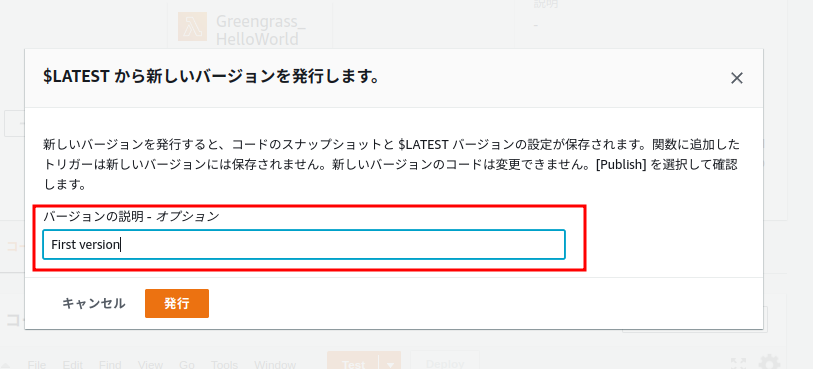 説明
Greengrass_
HelloWorld
-
$LATEST から新しいバージョンを発行します。
新しいバージョンを発行すると、コードのスナップショットと $LATEST バージョンの設定が保存されます。関数に追加した
トリガーは新しいバージョンには保存されません。新しいバージョンのコードは変更できません。[Publish] を選択して確認
します。
バージョンの説明 - オプション
First version
キャンセル
発行
File Edit Find View Go Tools Window
Test
Deploy